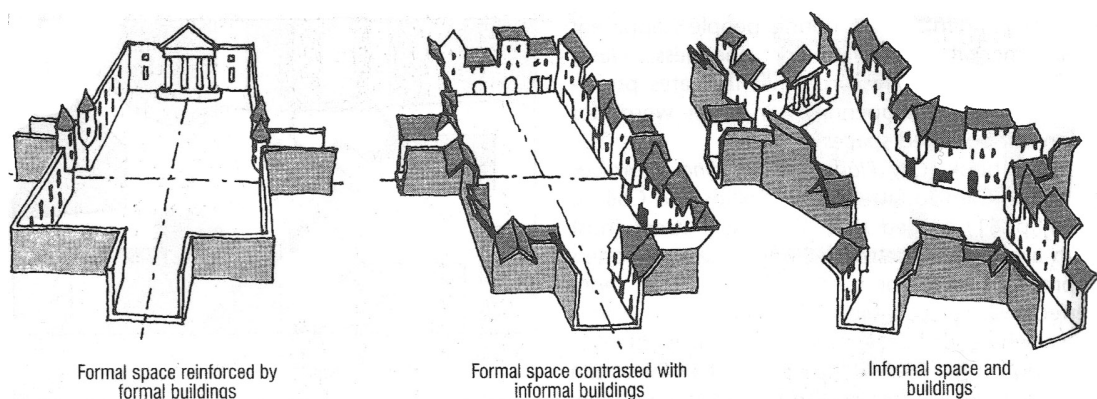 Formal space reinforced by
formal buildings
Formal space contrasted with
informal buildings
Informal space and
buildings